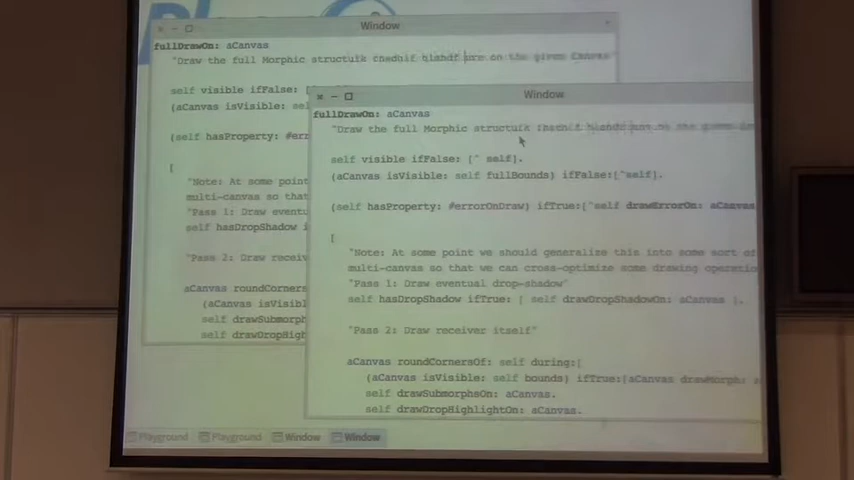 Window
fullDrawOn: aCanvas
"Draw the full Morphic structuik on the given Canvas"
self visible ifFalse: [
(aCanvas isVisible: sel
(self hasProperty: #err
[
"Note: At some point
multi-canvas so that
"Pass 1: Draw eventu
self hasDropShadow i
"Pass 2: Draw receiv
aCanvas roundCorners
(aCanvas isVisibl
self drawSubmorph
self drawDropHigh
Window
fullDrawOn: aCanvas
"Draw the full Morphic structuik on the given
self visible ifFalse: [^ self].
(aCanvas isVisible: self fullBounds) ifFalse:[^self].
(self hasProperty: #errorOnDraw) ifTrue:[^self drawErrorOn: aCanvas
[
"Note: At some point we should generalize this into some sort of
multi-canvas so that we can cross-optimize some drawing operatio
"Pass 1: Draw eventual drop-shadow"
self hasDropShadow ifTrue: [ self drawDropShadowOn: aCanvas ].
"Pass 2: Draw receiver itself"
aCanvas roundCornersOf: self during:[
(aCanvas isVisible: self bounds) ifTrue:[aCanvas drawMorph:
self drawSubmorphsOn: aCanvas.
self drawDropHighlightOn: aCanvas.
Playground Playground Window Window